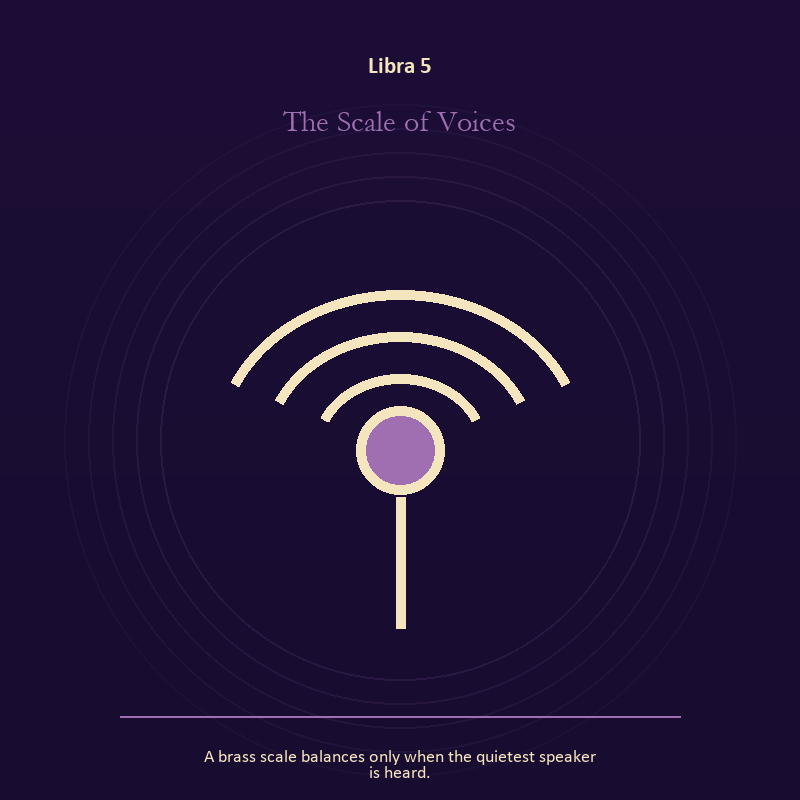 Libra 5
The Scale of Voices
A brass scale balances only when the quietest speaker
is heard.